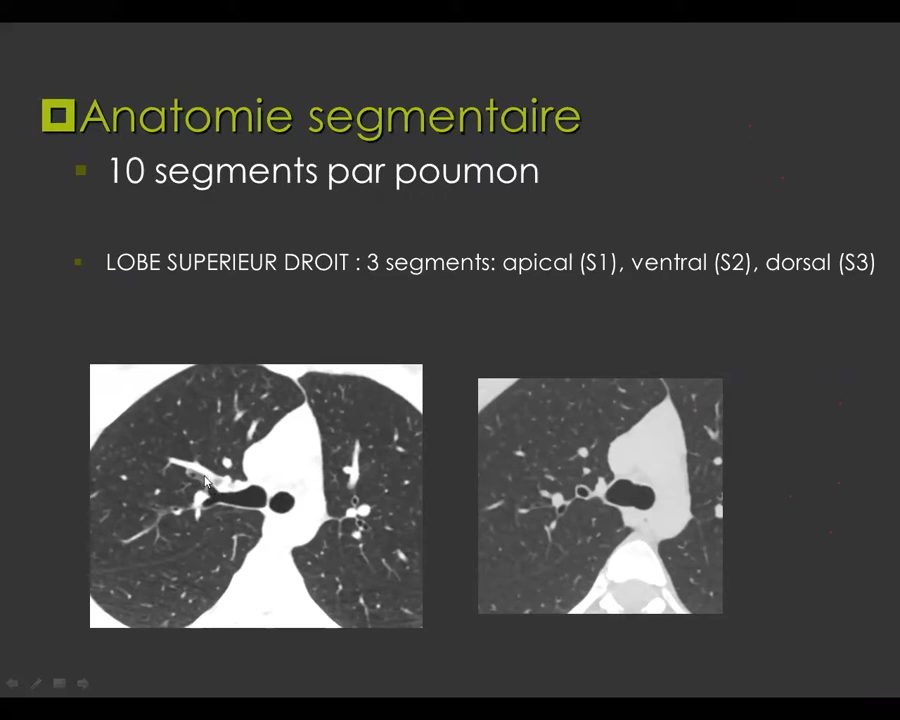 Anatomie segmentaire
10 segments par poumon
LOBE SUPERIEUR DROIT : 3 segments: apical (S1), ventral (S2), dorsal (S3)